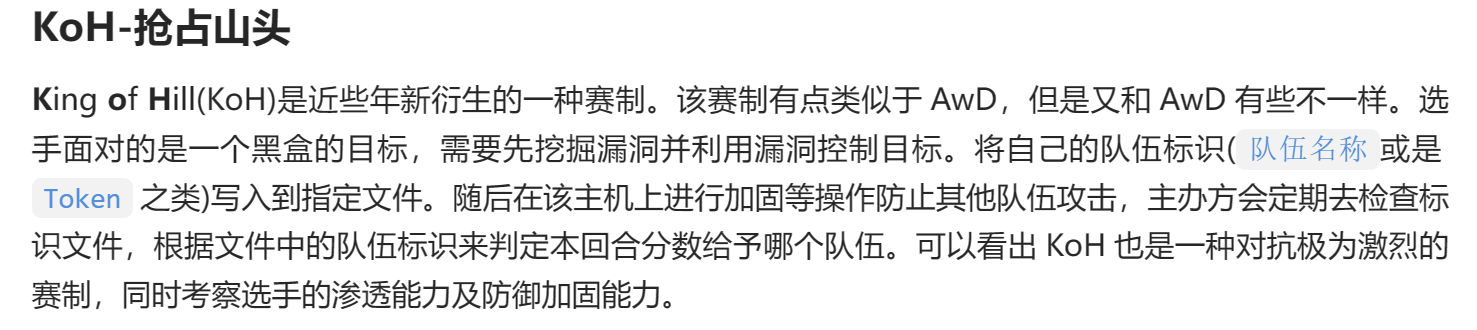 KoH-抢占山头
King of Hill(KoH)是近些年新衍生的一种赛制。该赛制有点类似于 AwD，但是又和 AwD 有些不一样。选
手面对的是一个黑盒的目标，需要先挖掘漏洞并利用漏洞控制目标。将自己的队伍标识( 队伍名称 或是
Token 之类)写入到指定文件。随后在该主机上进行加固等操作防止其他队伍攻击，主办方会定期去检查标
识文件，根据文件中的队伍标识来判定本回合分数给予哪个队伍。可以看出 KoH 也是一种对抗极为激烈的
赛制，同时考察选手的渗透能力及防御加固能力。